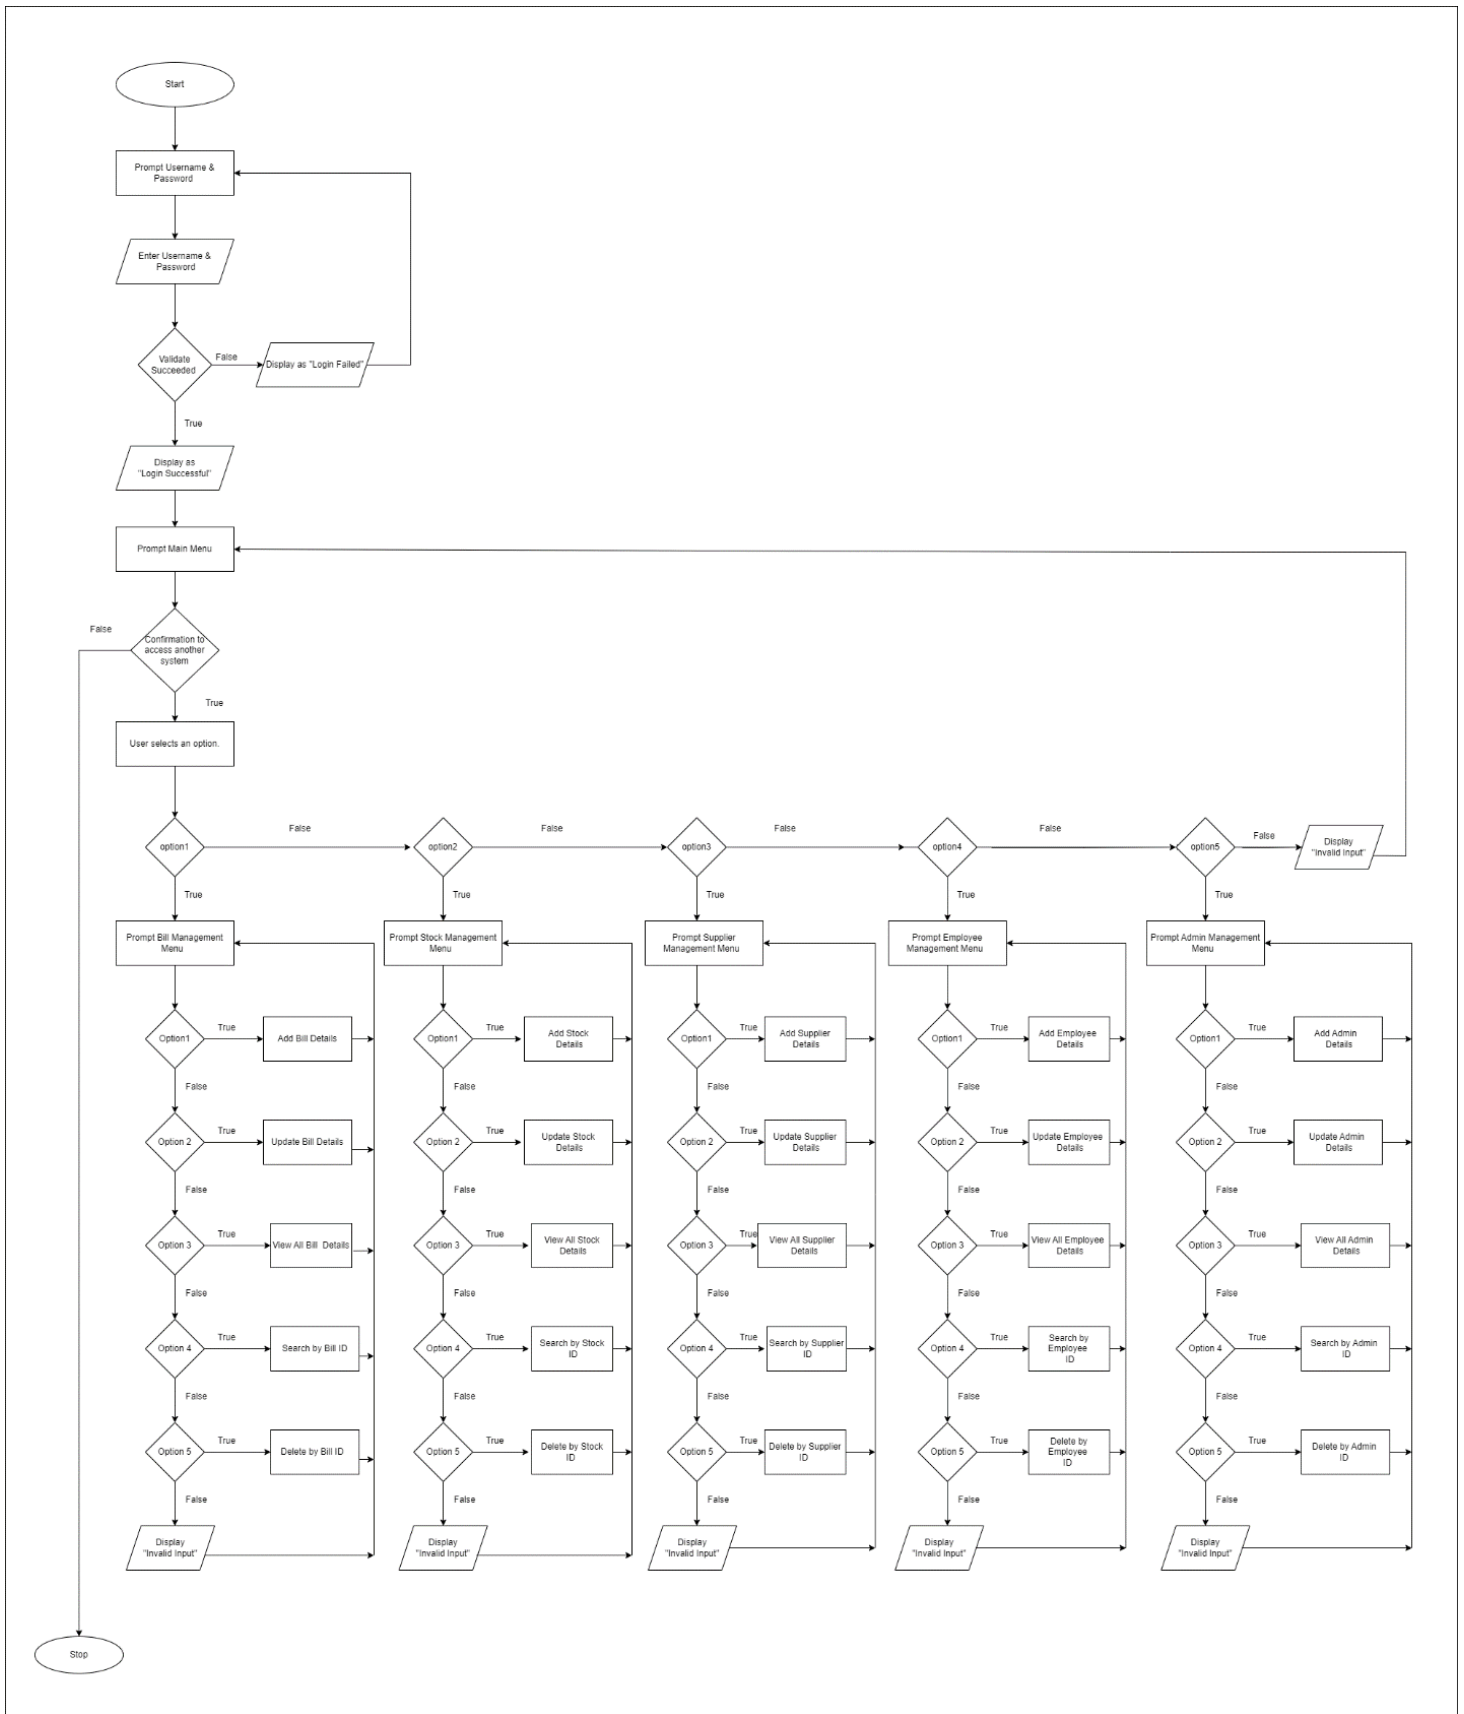 Start
Prompt Username &
Password
Enter Username &
Password
Validate
Succeeded
False
Display as "Login Failed"
True
Display as
"Login Successful"
Prompt Main Menu
False
Confirmation to
access another
system
True
User selects an option.
option1
False
option2
False
option3
False
option4
False
option5
False
Display
"Invalid Input"
True
True
True
True
True
Prompt Bill Management
Menu
Prompt Stock Management
Menu
Prompt Supplier
Management Menu
Prompt Employee
Management Menu
Prompt Admin Management
Menu
Option1
True
Add Bill Details
Option1
True
Add Stock
Details
Option1
True
Add Supplier
Details
Option1
True
Add Employee
Details
Option1
True
Add Admin
Details
False
False
False
False
False
Option 2
True
Update Bill Details
Option 2
True
Update Stock
Details
Option 2
True
Update Supplier
Details
Option 2
True
Update Employee
Details
Option 2
True
Update Admin
Details
False
False
False
False
False
Option 3
True
View All Bill Details
Option 3
True
View All Stock
Details
Option 3
True
View All Supplier
Details
Option 3
True
View All Employee
Details
Option 3
True
View All Admin
Details
False
False
False
False
False
Option 4
True
Search by Bill ID
Option 4
True
Search by Stock
ID
Option 4
True
Search by Supplier
ID
Option 4
True
Search by
Employee
ID
Option 4
True
Search by Admin
ID
False
False
False
False
False
Option 5
True
Delete by Bill ID
Option 5
True
Delete by Stock
ID
Option 5
True
Delete by Supplier
ID
Option 5
True
Delete by
Employee
ID
Option 5
True
Delete by Admin
ID
False
False
False
False
False
Display
"Invalid Input"
Display
"Invalid Input"
Display
"Invalid Input"
Display
"Invalid Input"
Display
"Invalid Input"
Stop